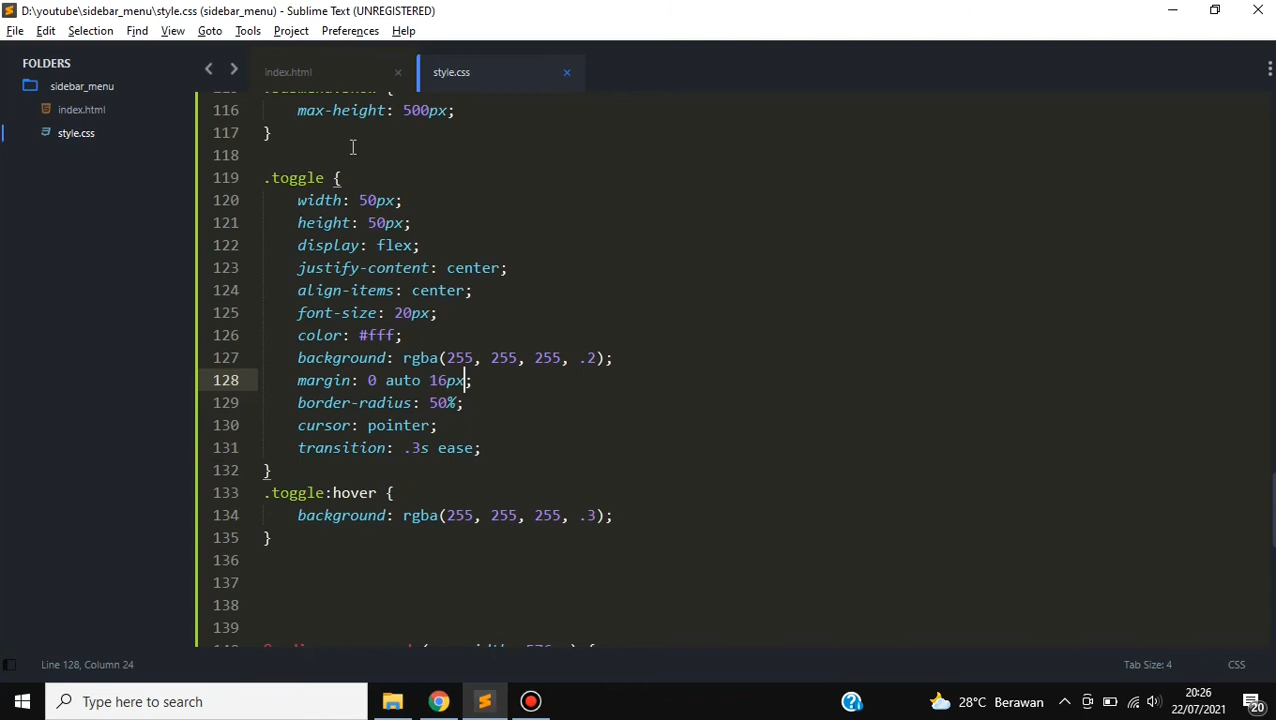 D:\youtube\sidebar_menu\style.css (sidebar_menu) - Sublime Text (UNREGISTERED)
File Edit Selection Find View Goto Tools Project Preferences Help
FOLDERS
sidebar_menu
index.html
style.css
index.html
style.css
116 max-height: 500px;
117 }
118
119 .toggle {
120 width: 50px;
121 height: 50px;
122 display: flex;
123 justify-content: center;
124 align-items: center;
125 font-size: 20px;
126 color: #fff;
127 background: rgba(255, 255, 255, .2);
128 margin: 0 auto 16px;
129 border-radius: 50%;
130 cursor: pointer;
131 transition: .3s ease;
132 }
133 .toggle:hover {
134 background: rgba(255, 255, 255, .3);
135 }
136
137
138
139
Line 128, Column 24
Tab Size: 4
CSS
Type here to search
28°C Berawan
20:26
22/07/2021
20